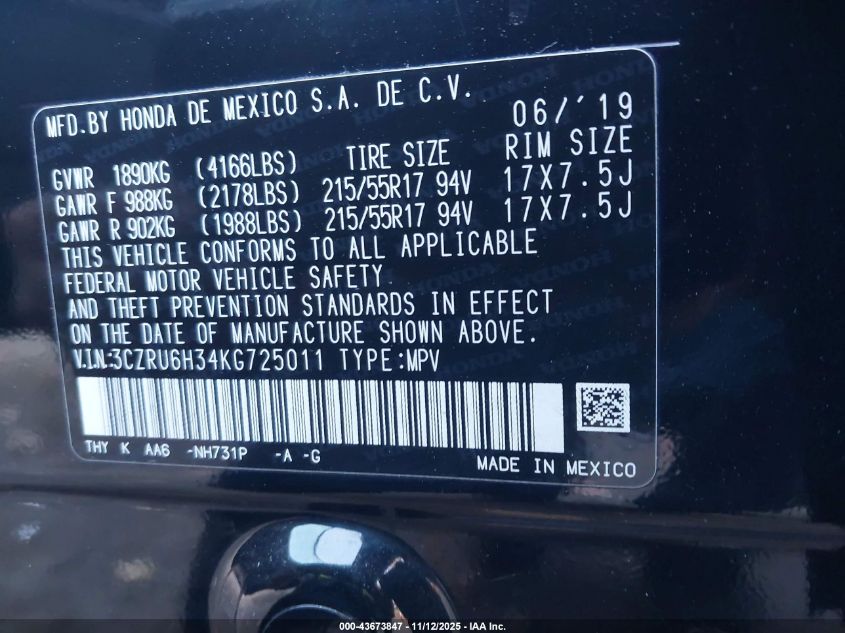 MFD.BY HONDA DE MEXICO S.A. DE C.V. 06/'19
GVWR 1890KG (4166LBS) TIRE SIZE RIM SIZE
GAWR F 988KG (2178LBS) 215/55R17 94V 17X7.5J
GAWR R 902KG (1988LBS) 215/55R17 94V 17X7.5J
THIS VEHICLE CONFORMS TO ALL APPLICABLE
FEDERAL MOTOR VEHICLE SAFETY
AND THEFT PREVENTION STANDARDS IN EFFECT
ON THE DATE OF MANUFACTURE SHOWN ABOVE.
V.I.N:3CZRU6H34KG725011 TYPE:MPV
THY K AA6 -NH731P -A -G
MADE IN MEXICO
000-43673847 - 11/12/2025 - IAA Inc.